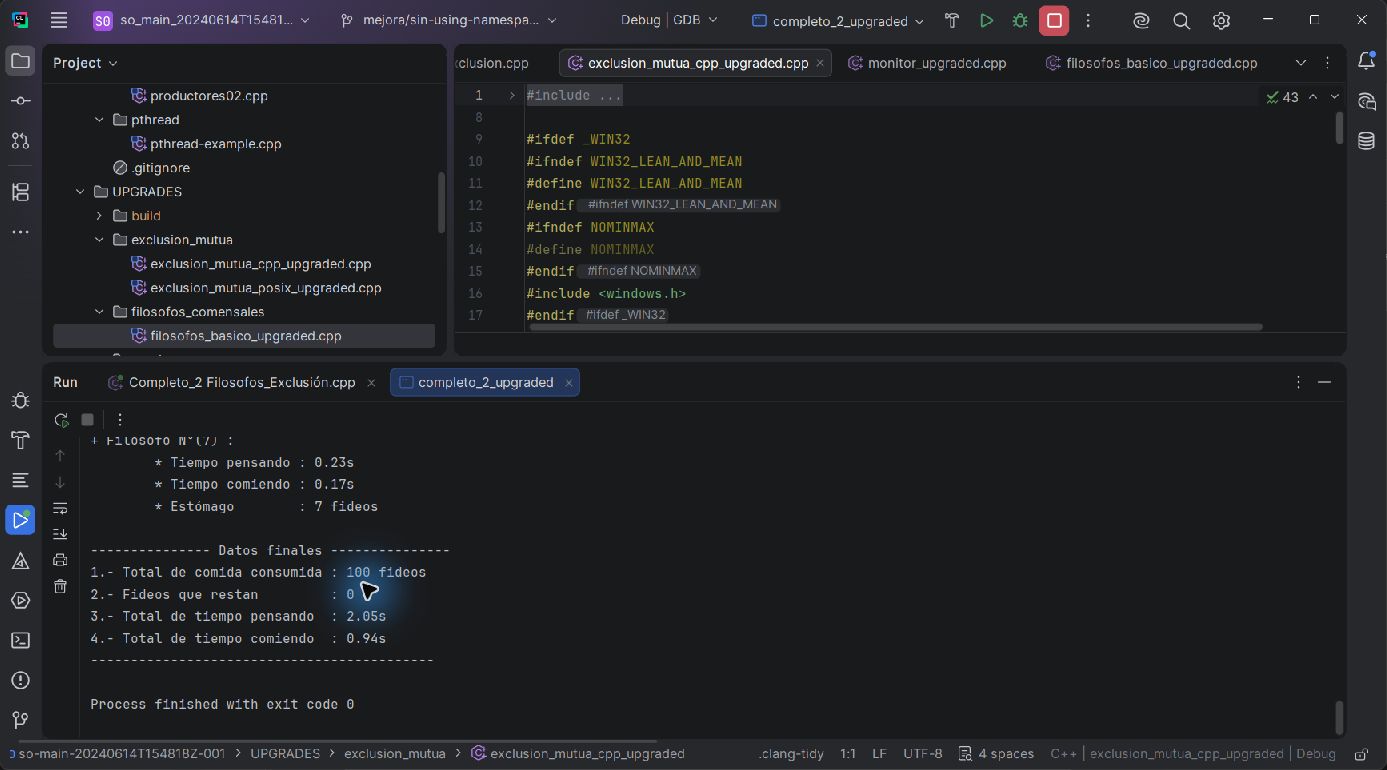 SO so_main_20240614T15481... mejora/sin-using-namespa... Debug GDB completo_2_upgraded
Project
productores02.cpp
pthread
pthread-example.cpp
.gitignore
UPGRADES
build
exclusion_mutua
exclusion_mutua_cpp_upgraded.cpp
exclusion_mutua_posix_upgraded.cpp
filosofos_comensales
filosofos_basico_upgraded.cpp
clusion.cpp exclusion_mutua_cpp_upgraded.cpp monitor_upgraded.cpp filosofos_basico_upgraded.cpp
1 #include ... 43
8
9 #ifdef _WIN32
10 #ifndef WIN32_LEAN_AND_MEAN
11 #define WIN32_LEAN_AND_MEAN
12 #endif #ifndef WIN32_LEAN_AND_MEAN
13 #ifndef NOMINMAX
14 #define NOMINMAX
15 #endif #ifndef NOMINMAX
16 #include <windows.h>
17 #endif #ifdef _WIN32
Run Completo_2 Filosofos_Exclusión.cpp completo_2_upgraded
+ Filosofo N°(7) :
* Tiempo pensando : 0.23s
* Tiempo comiendo : 0.17s
* Estómago : 7 fideos
--------------- Datos finales ---------------
1.- Total de comida consumida : 100 fideos
2.- Fideos que restan : 0
3.- Total de tiempo pensando : 2.05s
4.- Total de tiempo comiendo : 0.94s
-------------------------------------------
Process finished with exit code 0
so-main-20240614T154818Z-001 > UPGRADES > exclusion_mutua > exclusion_mutua_cpp_upgraded.cpp .clang-tidy 1:1 LF UTF-8 4 spaces C++ | exclusion_mutua_cpp_upgraded | Debug